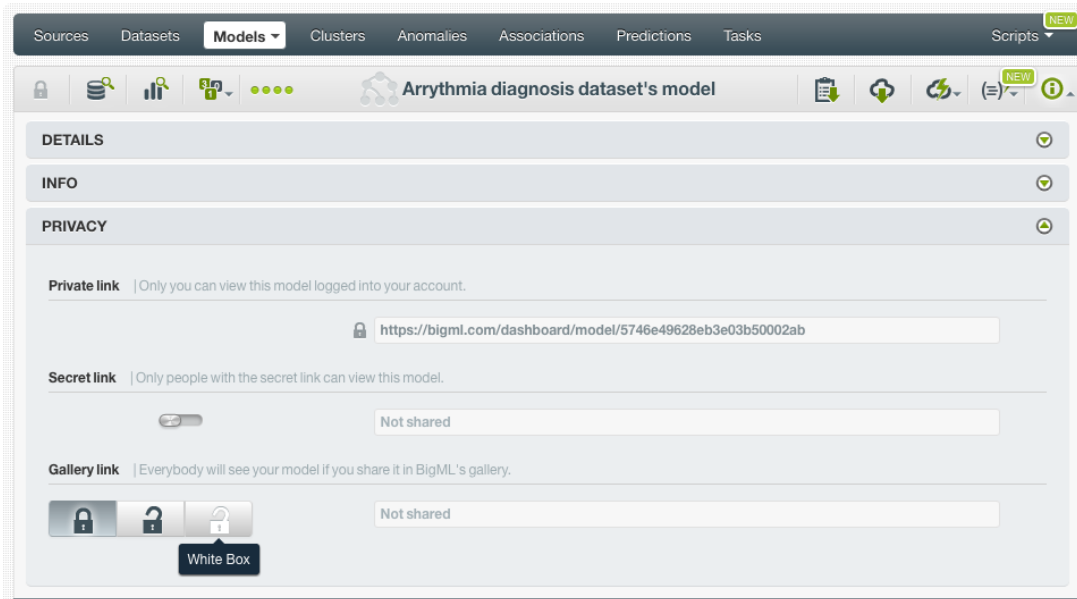 NEW
Sources Datasets Models Clusters Anomalies Associations Predictions Tasks Scripts
Arrythmia diagnosis dataset's model
NEW
DETAILS
INFO
PRIVACY
Private link | Only you can view this model logged into your account.
https://bigml.com/dashboard/model/5746e49628eb3e03b50002ab
Secret link | Only people with the secret link can view this model.
Not shared
Gallery link | Everybody will see your model if you share it in BigML's gallery.
Not shared
White Box